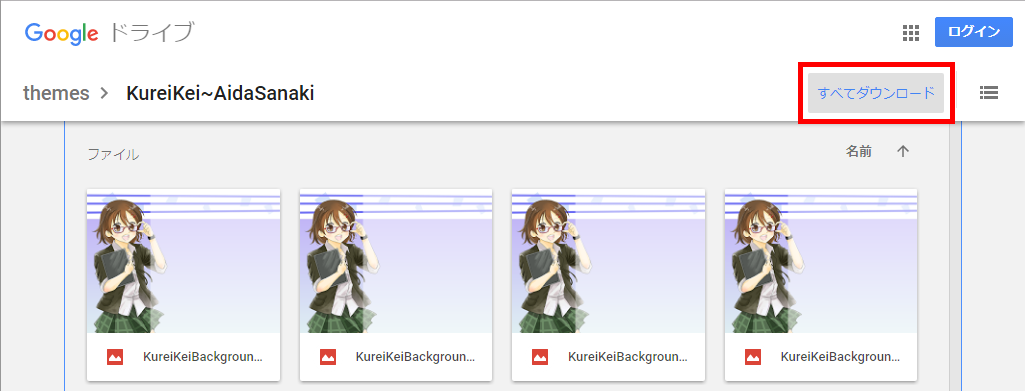 Google ドライブ
ログイン
themes > KureiKei~AidaSanaki
すべてダウンロード
ファイル
名前
KureiKeiBackgroun...
KureiKeiBackgroun...
KureiKeiBackgroun...
KureiKeiBackgroun...